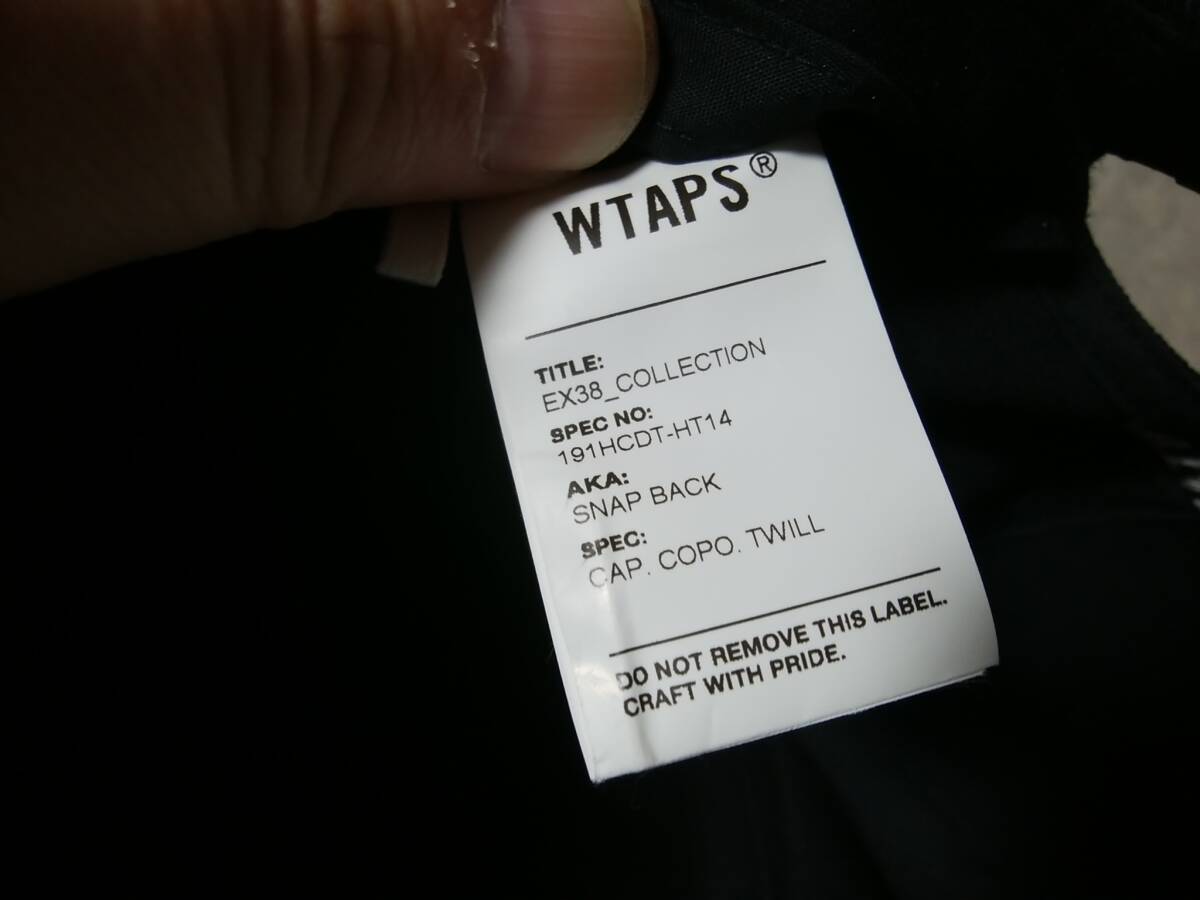 WTAPS®
TITLE:
EX38_COLLECTION
SPEC NO:
191HCDT-HT14
AKA:
SNAP BACK
SPEC:
CAP. COPO. TWILL
DO NOT REMOVE THIS LABEL.
CRAFT WITH PRIDE.